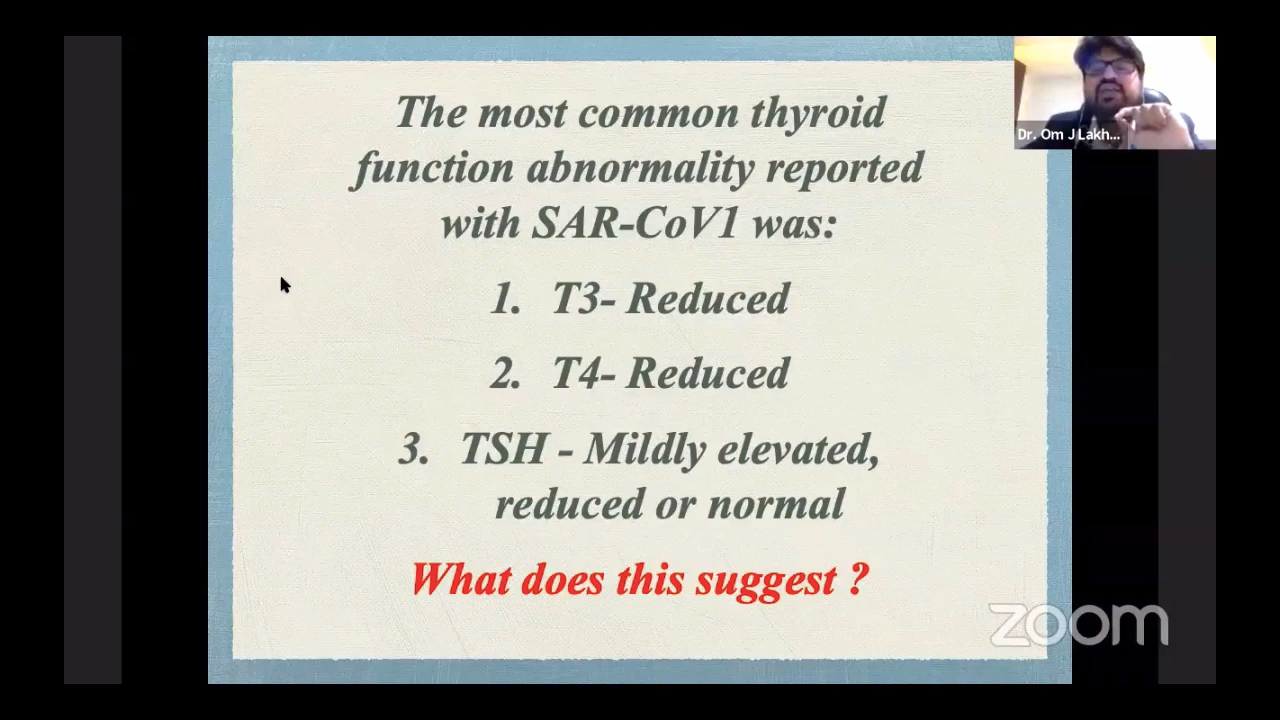 The most common thyroid
function abnormality reported
with SAR-CoV1 was:
1. T3- Reduced
2. T4- Reduced
3. TSH - Mildly elevated,
reduced or normal
What does this suggest ?
Dr. Om J Lakh...
zoom